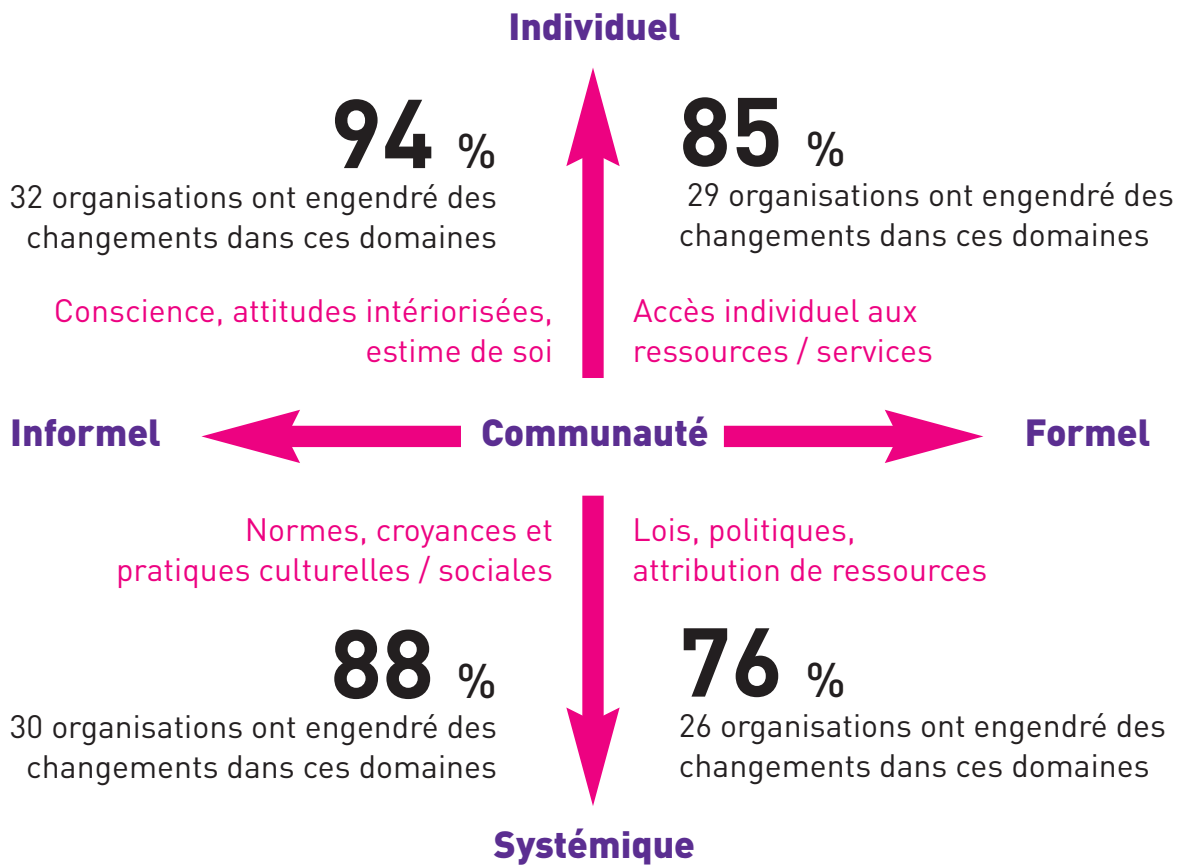 Individuel
94 %
32 organisations ont engendré des
changements dans ces domaines
85 %
29 organisations ont engendré des
changements dans ces domaines
Conscience, attitudes intériorisées,
estime de soi
Accès individuel aux
ressources / services
Informel
Communauté
Formel
Normes, croyances et
pratiques culturelles / sociales
Lois, politiques,
attribution de ressources
88 %
30 organisations ont engendré des
changements dans ces domaines
76 %
26 organisations ont engendré des
changements dans ces domaines
Systémique